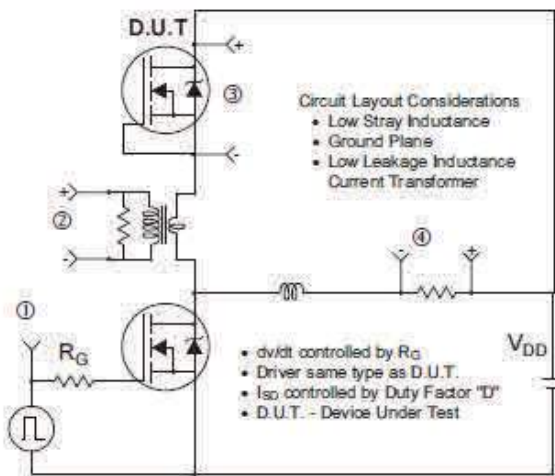 D.U.T
+
③
-
Circuit Layout Considerations
• Low Stray Inductance
• Ground Plane
• Low Leakage Inductance
Current Transformer
+
②
-
④
- +
①
RG
VDD
• dv/dt controlled by RG
• Driver same type as D.U.T.
• ISD controlled by Duty Factor "D"
• D.U.T. - Device Under Test